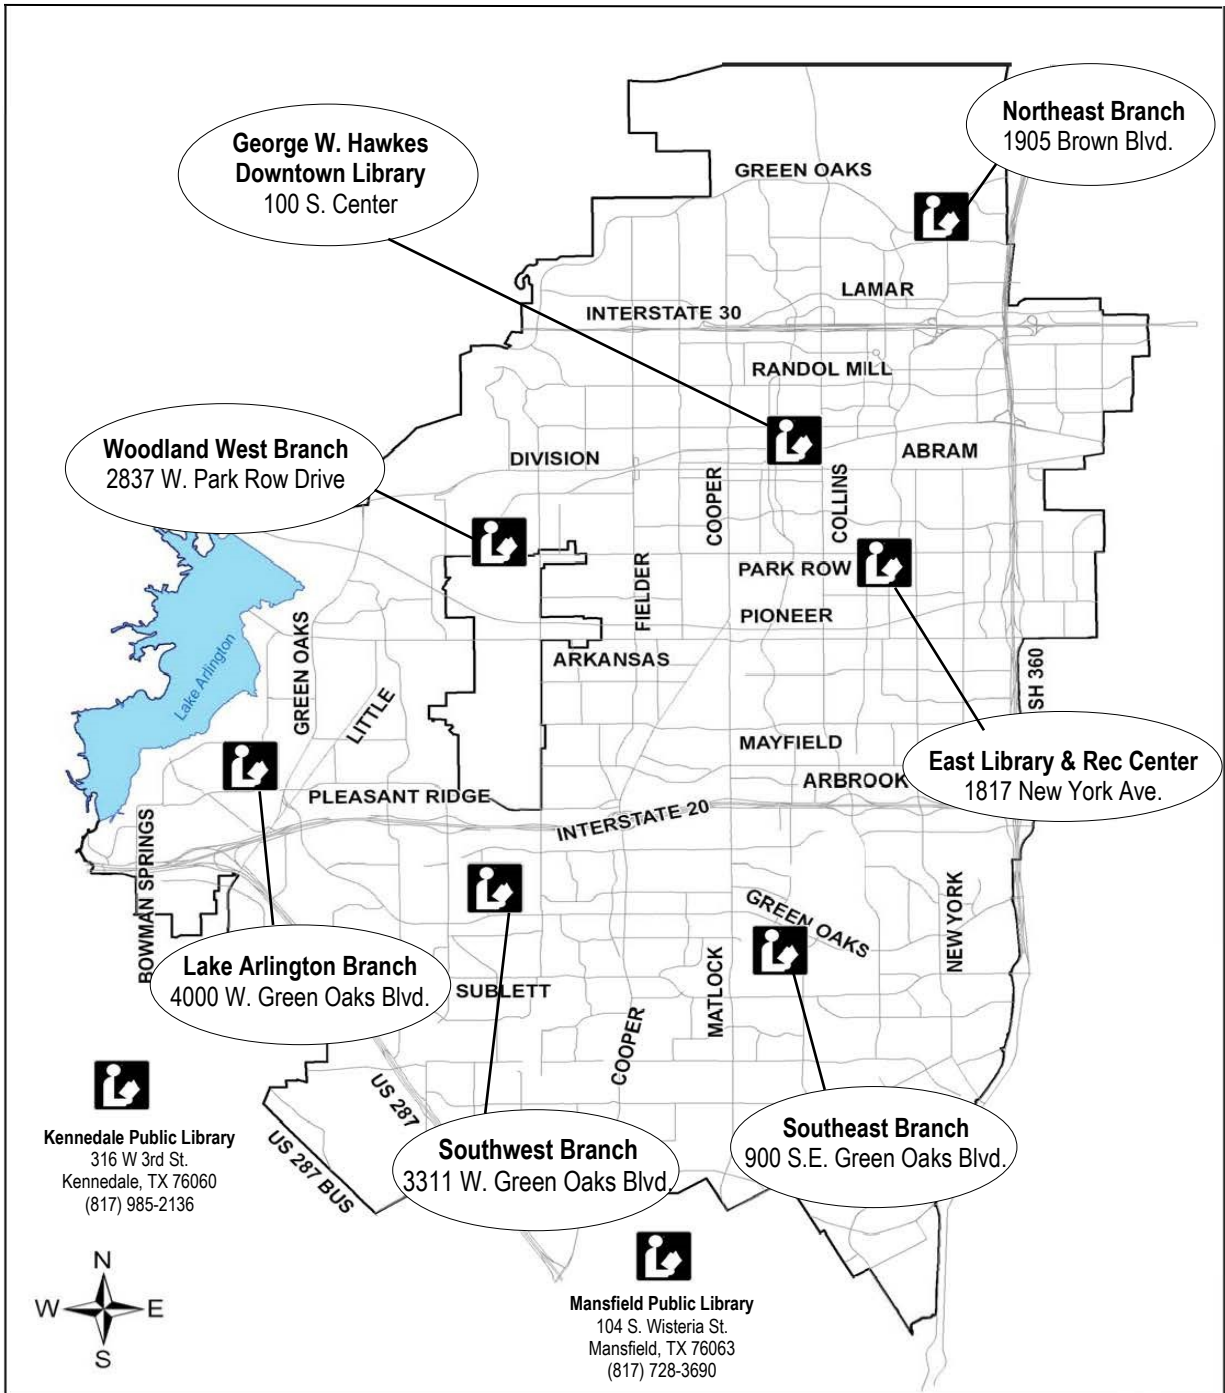 Northeast Branch
1905 Brown Blvd.
George W. Hawkes
Downtown Library
100 S. Center
GREEN OAKS
LAMAR
INTERSTATE 30
RANDOL MILL
Woodland West Branch
2837 W. Park Row Drive
DIVISION
ABRAM
COOPER
COLLINS
FIELDER
PARK ROW
PIONEER
ARKANSAS
GREEN OAKS
Lake Arlington
LITTLE
SH 360
MAYFIELD
ARBROOK
East Library & Rec Center
1817 New York Ave.
PLEASANT RIDGE
INTERSTATE 20
BOWMAN SPRINGS
GREEN OAKS
NEW YORK
MATLOCK
Lake Arlington Branch
4000 W. Green Oaks Blvd.
SUBLETT
COOPER
US 287
US 287 BUS
Southwest Branch
3311 W. Green Oaks Blvd.
Southeast Branch
900 S.E. Green Oaks Blvd.
Kennedale Public Library
316 W 3rd St.
Kennedale, TX 76060
(817) 985-2136
N
W
E
S
Mansfield Public Library
104 S. Wisteria St.
Mansfield, TX 76063
(817) 728-3690